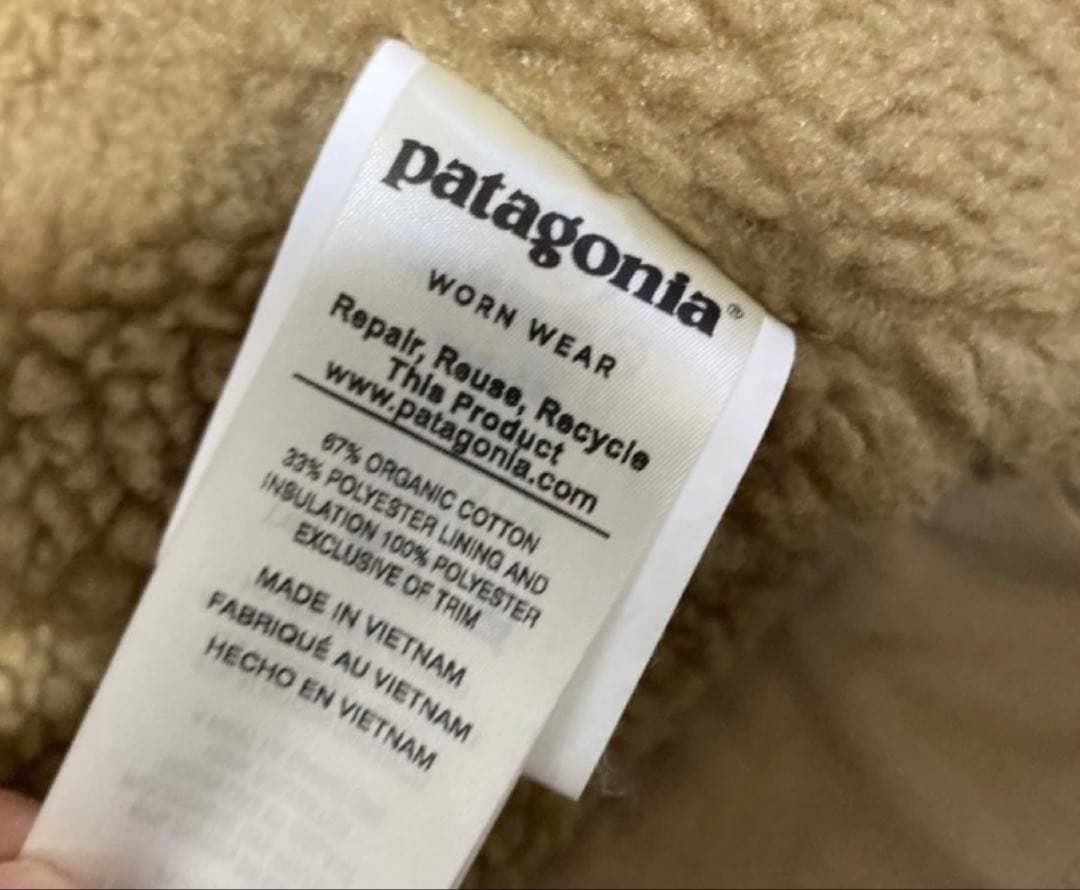 patagonia®
WORN WEAR
Repair, Reuse, Recycle
This Product
www.patagonia.com
67% ORGANIC COTTON
33% POLYESTER LINING AND
INSULATION 100% POLYESTER
EXCLUSIVE OF TRIM
MADE IN VIETNAM
FABRIQUÉ AU VIETNAM
HECHO EN VIETNAM